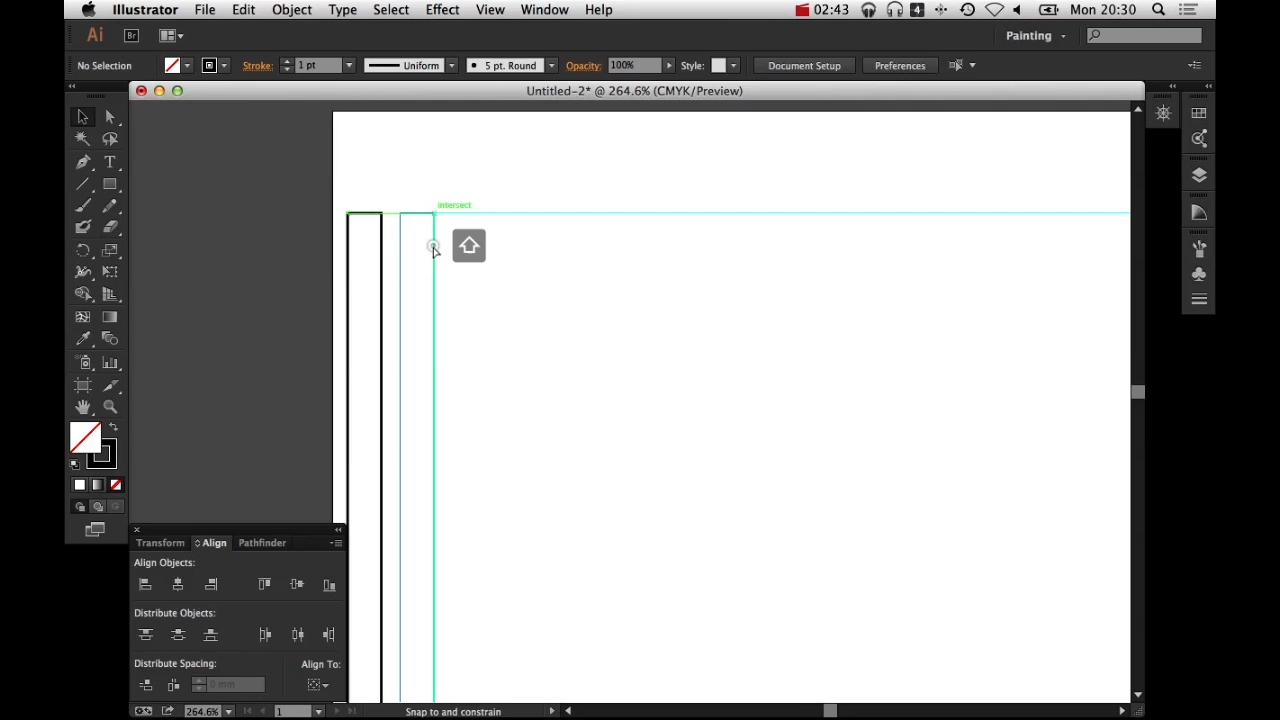 Illustrator File Edit Object Type Select Effect View Window Help 02:43 4 Mon 20:30
Ai Br Painting
No Selection Stroke: 1 pt Uniform 5 pt. Round Opacity: 100% Style: Document Setup Preferences
Untitled-2* @ 264.6% (CMYK/Preview)
intersect
T
Transform Align Pathfinder
Align Objects:
Distribute Objects:
Distribute Spacing: Align To:
0 mm
264.6% 1 Snap to and constrain